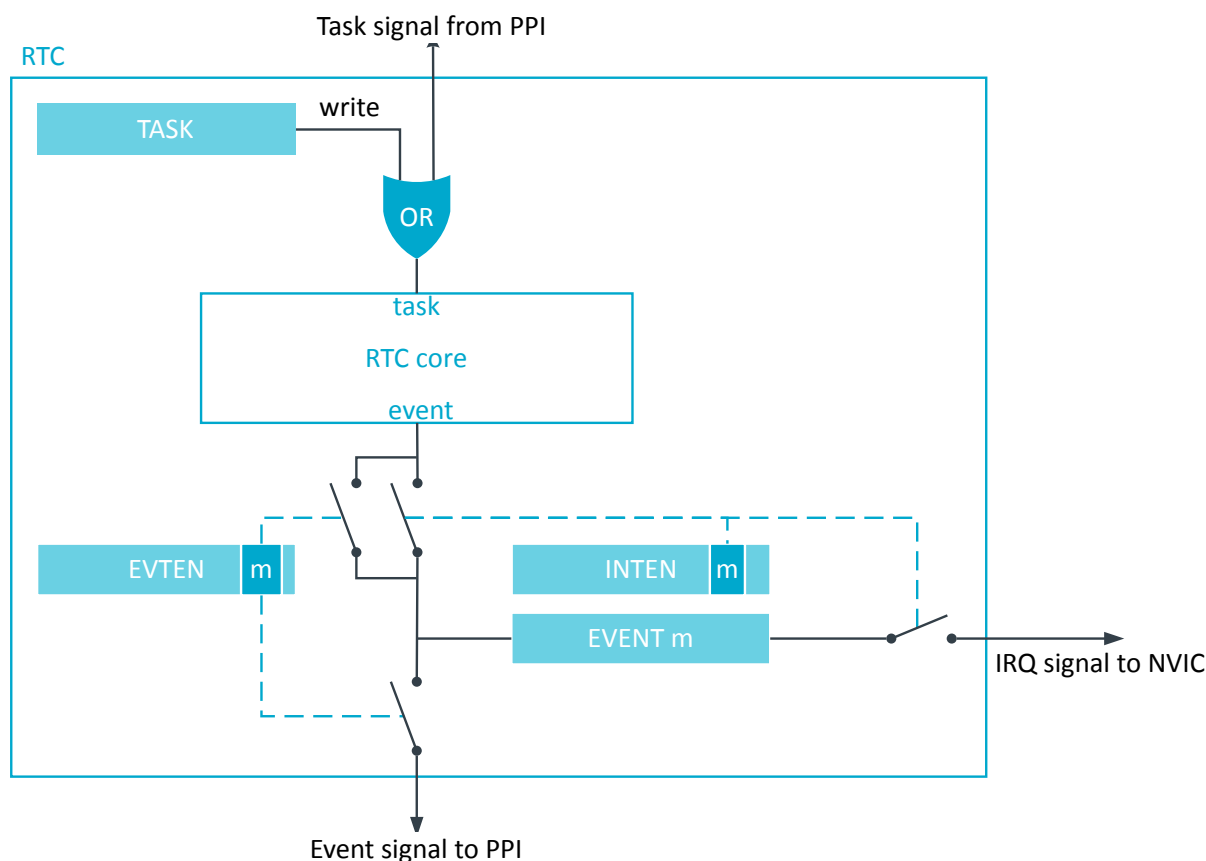 Task signal from PPI
RTC
write
TASK
OR
task
RTC core
event
EVTEN
m
INTEN
m
EVENT m
IRQ signal to NVIC
Event signal to PPI